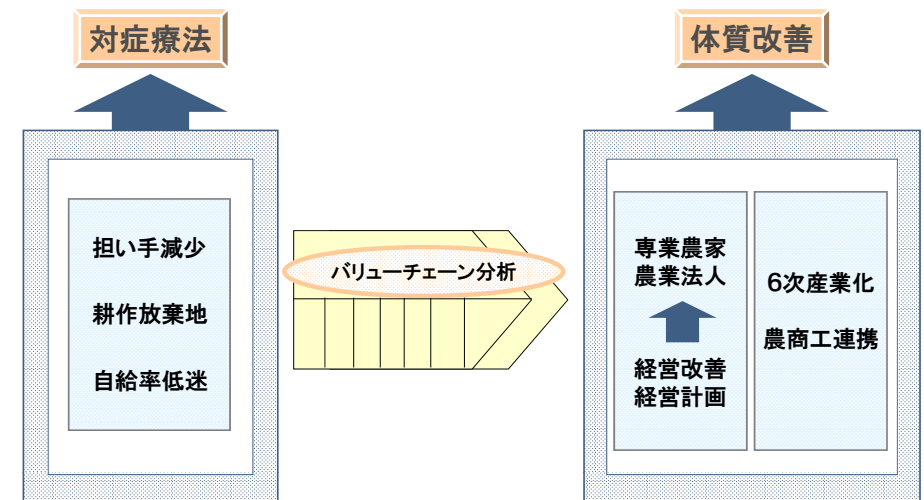 対症療法
体質改善
担い手減少
耕作放棄地
自給率低迷
バリューチェーン分析
専業農家
農業法人
経営改善
経営計画
6次産業化
農商工連携